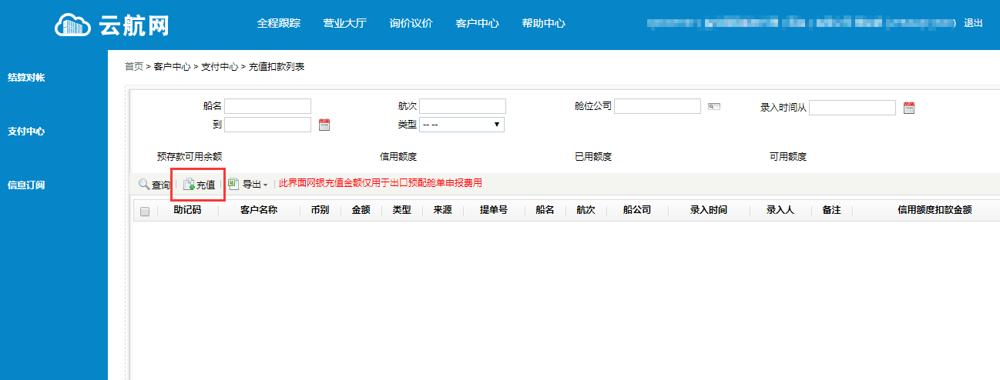 云航网 全程跟踪 营业大厅 询价议价 客户中心 帮助中心 退出
首页 > 客户中心 > 支付中心 > 充值扣款列表
结算对帐
支付中心
信息订阅
船名 航次 舱位公司 录入时间从
到 类型 -- --
预存款可用余额 信用额度 已用额度 可用额度
查询 充值 导出 此界面网银充值金额仅用于出口预配舱单申报费用
助记码 客户名称 币别 金额 类型 来源 提单号 船名 航次 船公司 录入时间 录入人 备注 信用额度扣款金额